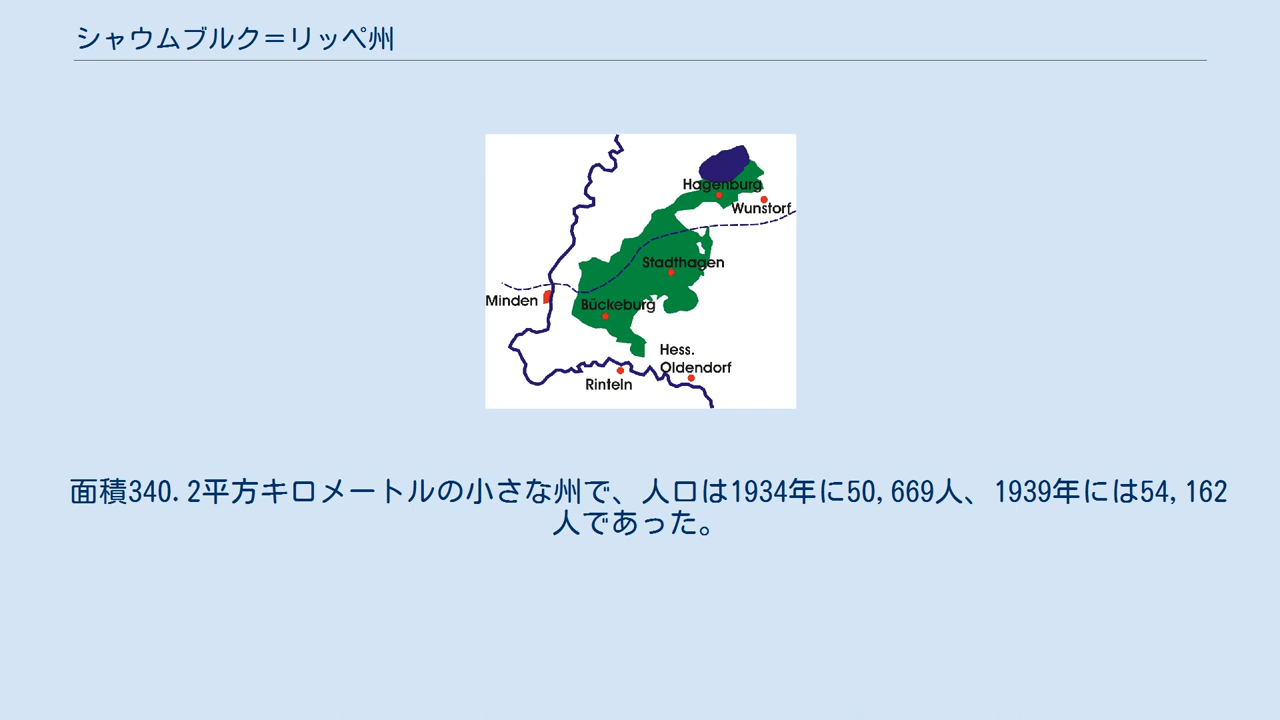 シャウムブルク＝リッペ州
Hagenburg
Wunstorf
Stadthagen
Minden
Bückeburg
Hess.
Oldendorf
Rinteln
面積340.2平方キロメートルの小さな州で、人口は1934年に50,669人、1939年には54,162
人であった。